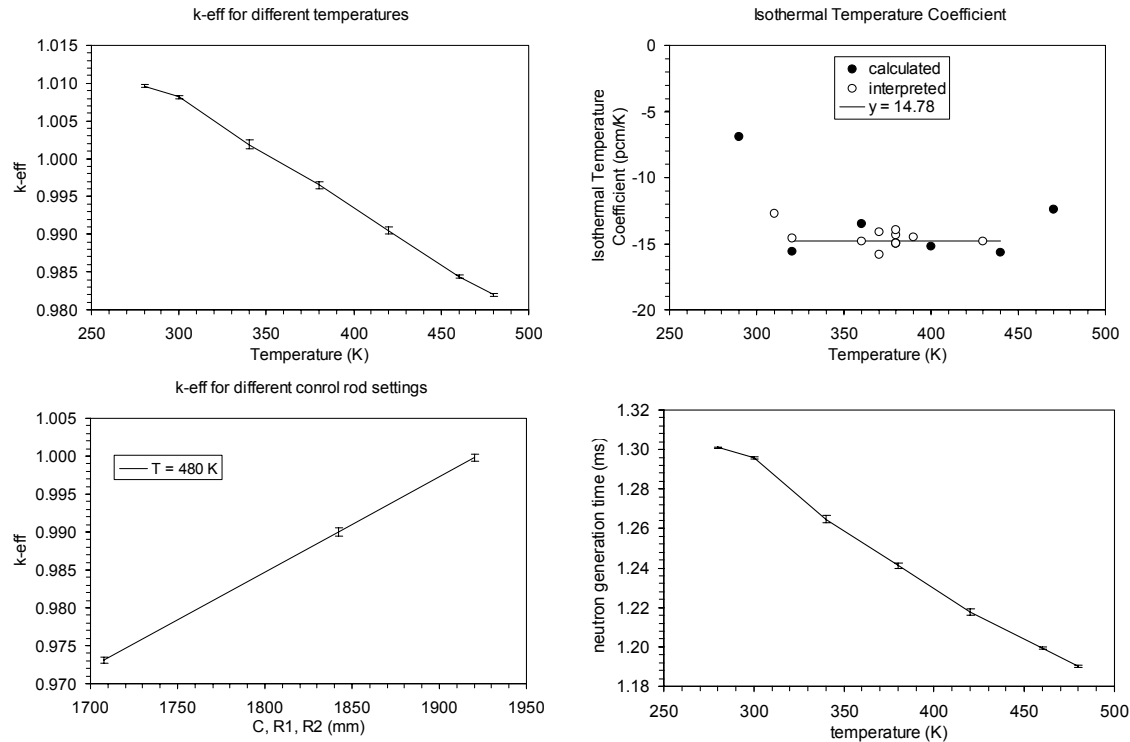 k-eff for different temperatures
1.015
1.010
1.005
1.000
0.995
0.990
0.985
0.980
k-eff
250 300 350 400 450 500
Temperature (K)
Isothermal Temperature Coefficient
0
-5
-10
-15
-20
Isothermal Temperature
Coefficient (pcm/K)
calculated
interpreted
y = 14.78
250 300 350 400 450 500
Temperature (K)
k-eff for different conrol rod settings
1.005
1.000
0.995
0.990
0.985
0.980
0.975
0.970
k-eff
T = 480 K
1700 1750 1800 1850 1900 1950
C, R1, R2 (mm)
1.32
1.30
1.28
1.26
1.24
1.22
1.20
1.18
neutron generation time (ms)
250 300 350 400 450 500
temperature (K)